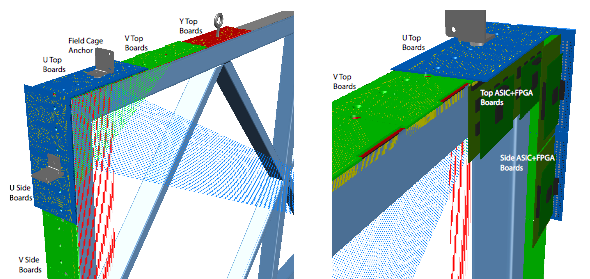 Y Top
Boards
V Top
Boards
Field Cage
Anchor
U Top
Boards
U Side
Boards
V Side
Boards
U Top
Boards
V Top
Boards
Top ASIC+FPGA
Boards
Side ASIC+FPGA
Boards